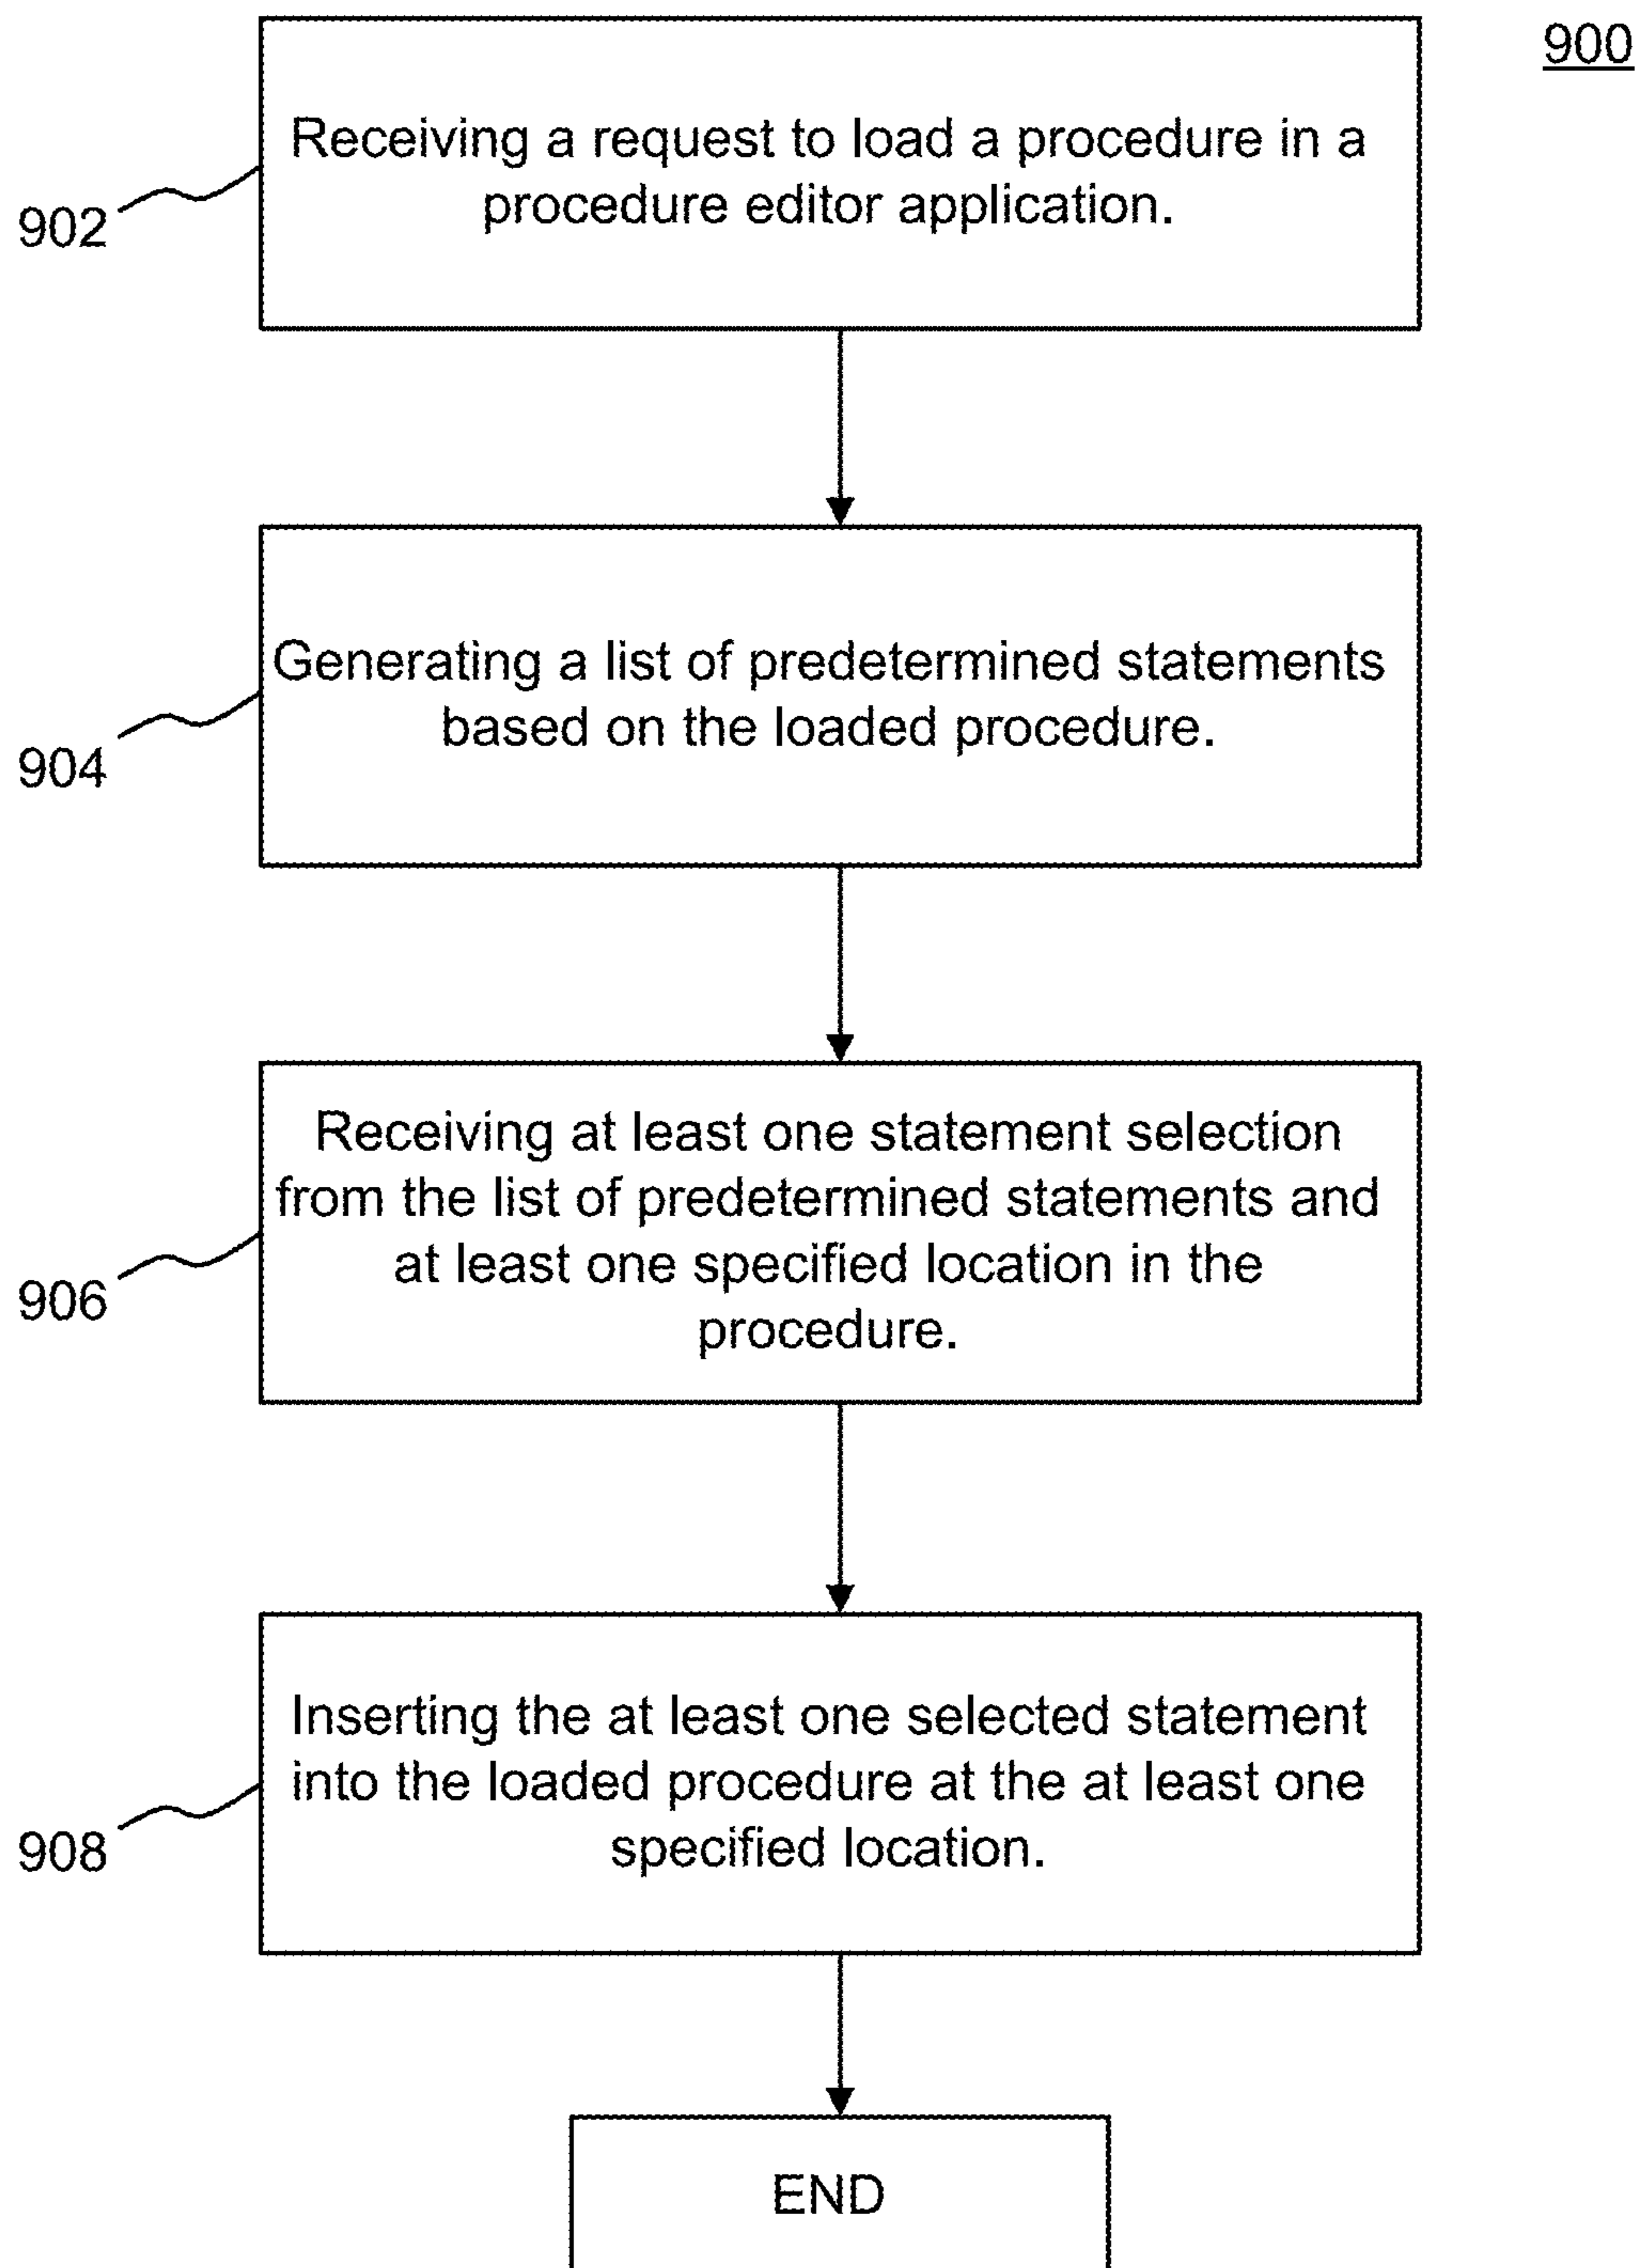 900
Receiving a request to load a procedure in a
procedure editor application.
902
Generating a list of predetermined statements
based on the loaded procedure.
904
Receiving at least one statement selection
from the list of predetermined statements and
at least one specified location in the
procedure.
906
Inserting the at least one selected statement
into the loaded procedure at the at least one
specified location.
908
END